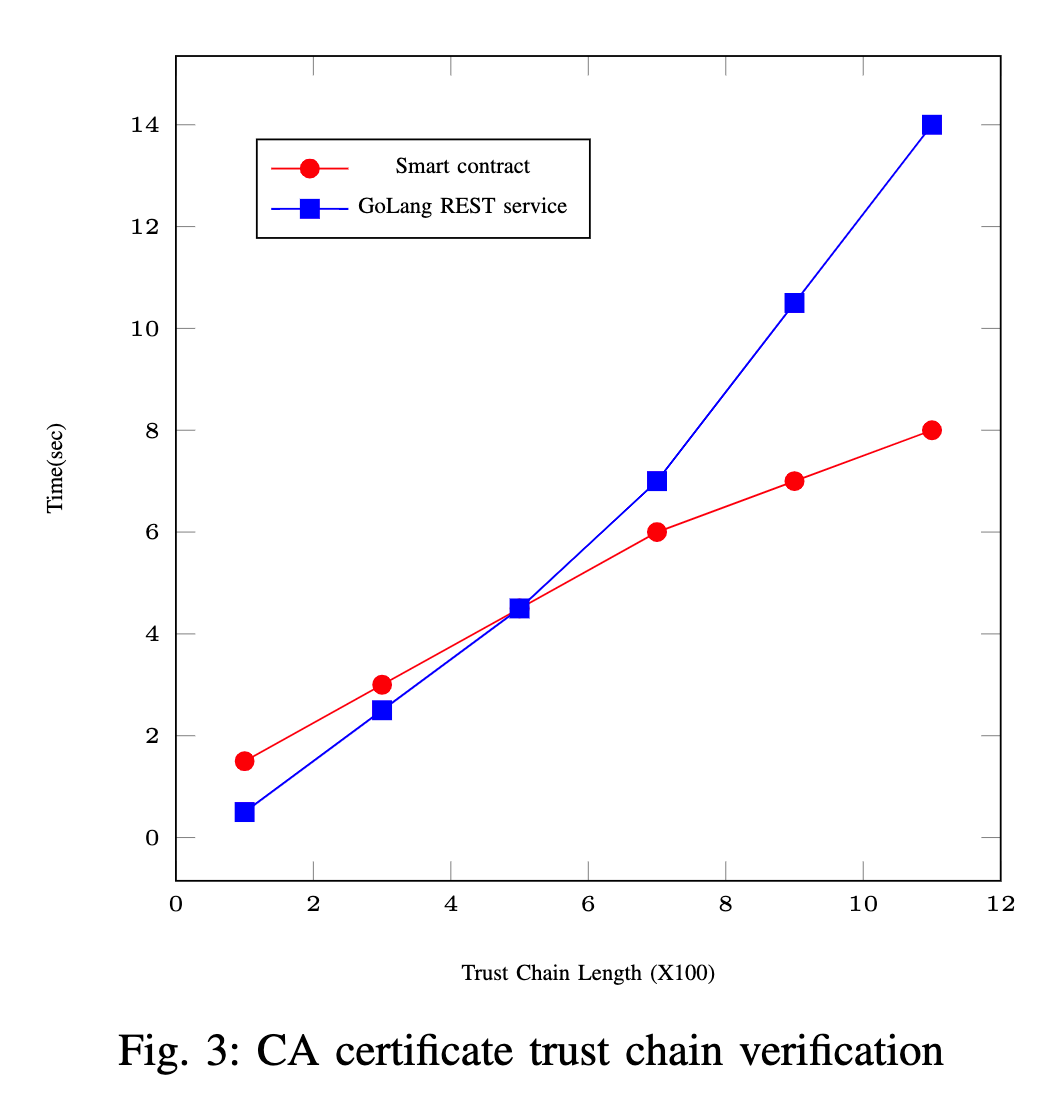 14
12
10
8
6
4
2
0
Smart contract
GoLang REST service
Time(sec)
0 2 4 6 8 10 12
Trust Chain Length (X100)
Fig. 3: CA certificate trust chain verification